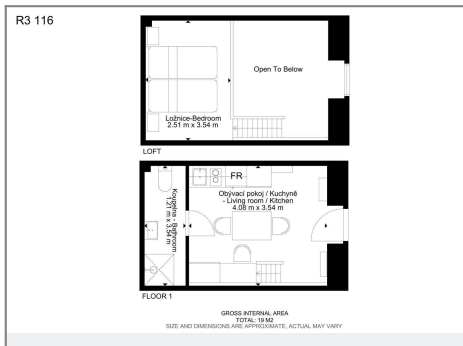 R3 116
Open To Below
Ložnice-Bedroom
2.51 m x 3.54 m
LOFT
FR
Obývací pokoj / Kuchyně
- Living room / Kitchen
4.08 m x 3.54 m
Koupelna - Bathroom
1.21 m x 3.54 m
FLOOR 1
GROSS INTERNAL AREA
TOTAL: 19 M2
SIZE AND DIMENSIONS ARE APPROXIMATE, ACTUAL MAY VARY